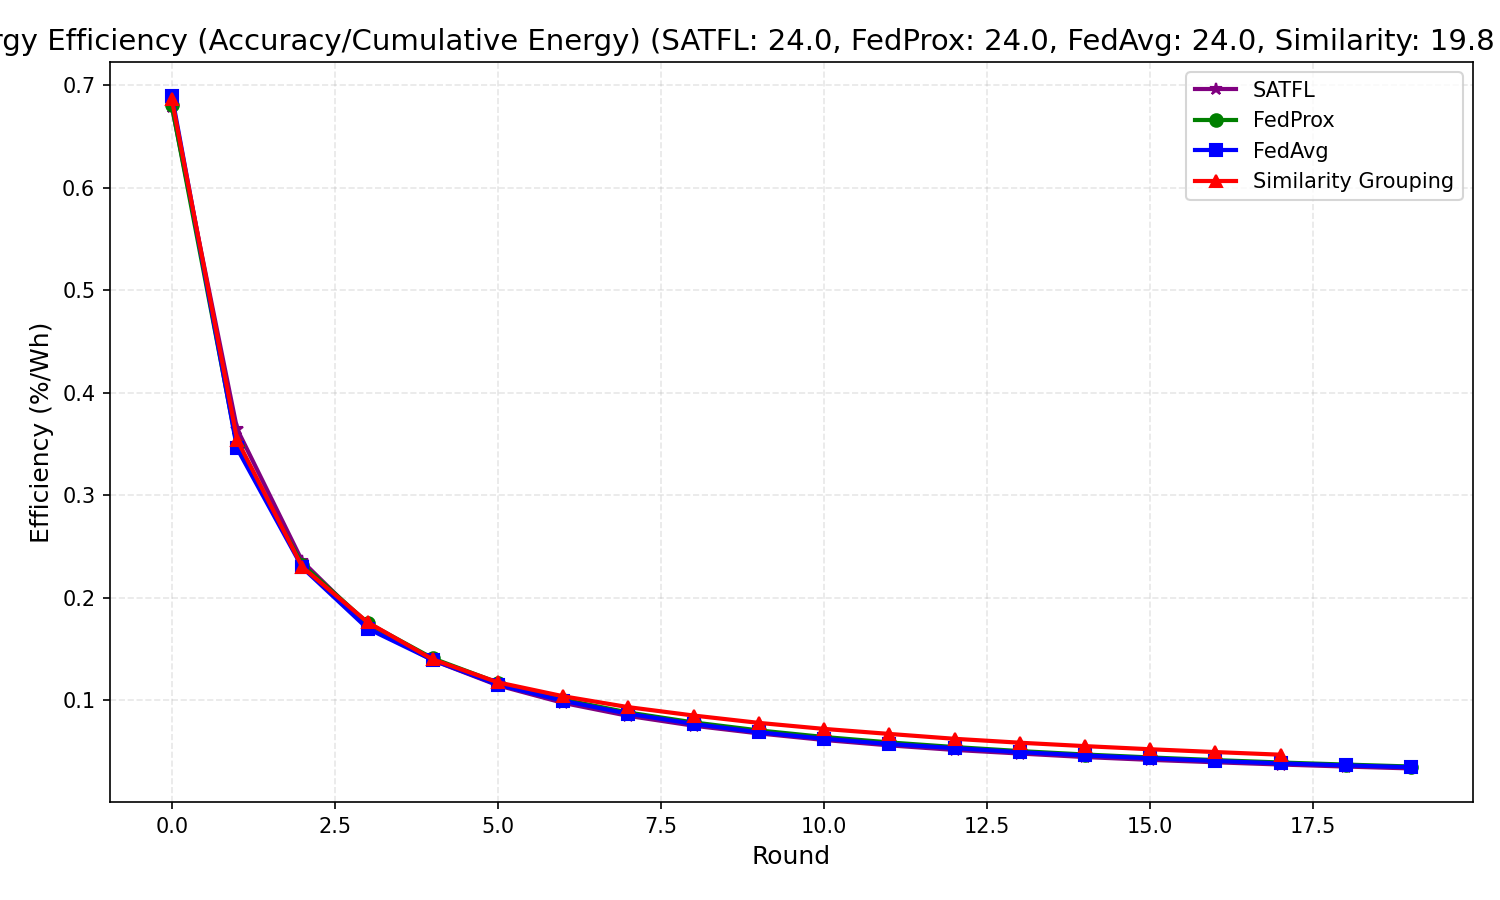 rgy Efficiency (Accuracy/Cumulative Energy) (SATFL: 24.0, FedProx: 24.0, FedAvg: 24.0, Similarity: 19.8
SATFL
FedProx
FedAvg
Similarity Grouping
Efficiency (%/Wh)
0.7
0.6
0.5
0.4
0.3
0.2
0.1
0.0 2.5 5.0 7.5 10.0 12.5 15.0 17.5
Round